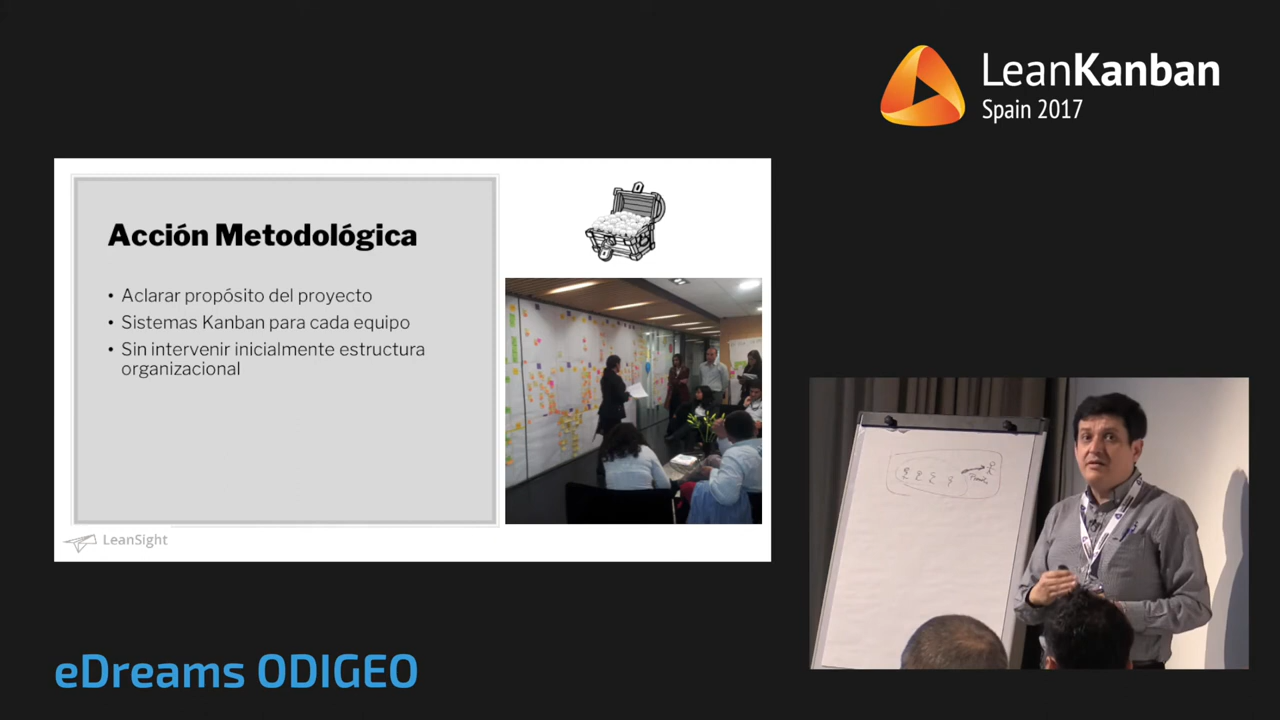 LeanKanban
Spain 2017
Acción Metodológica
• Aclarar propósito del proyecto
• Sistemas Kanban para cada equipo
• Sin intervenir inicialmente estructura
organizacional
LeanSight
eDreams ODIGEO